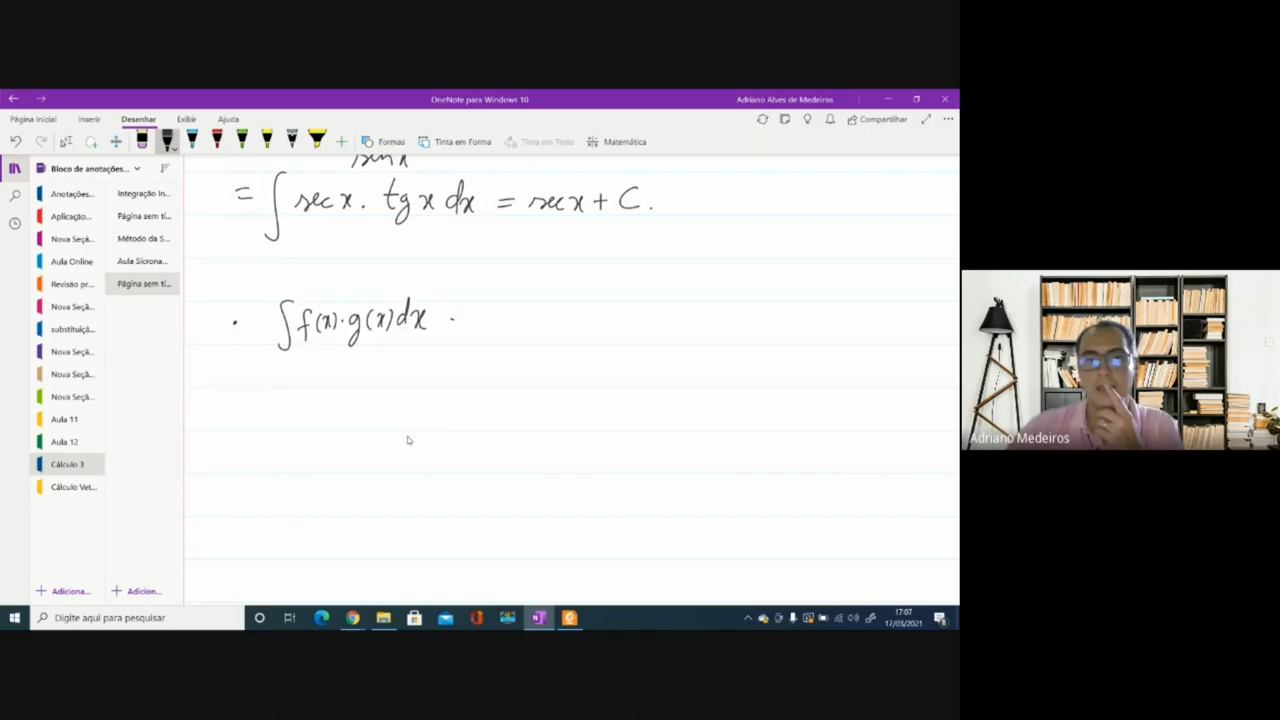 OneNote para Windows 10
Adriano Alves de Medeiros
Página Inicial Inserir Desenhar Exibir Ajuda
Compartilhar
Formas Tinta em Forma Tinta em Texto Matemática
Bloco de anotações...
Anotações...
Aplicação...
Nova Seçã...
Aula Online
Revisão pr...
Nova Seçã...
substituiçã...
Nova Seçã...
Nova Seçã...
Nova Seçã...
Aula 11
Aula 12
Cálculo 3
Cálculo Vet...
Adiciona...
Integração In...
Página sem tí...
Método da S...
Aula Sícrona...
Página sem tí...
Adicion...
sen x
= ∫ sec x . tg x dx = sec x + C .
. ∫ f(x)·g(x) dx .
Adriano Medeiros
Digite aqui para pesquisar
17:07
17/03/2021